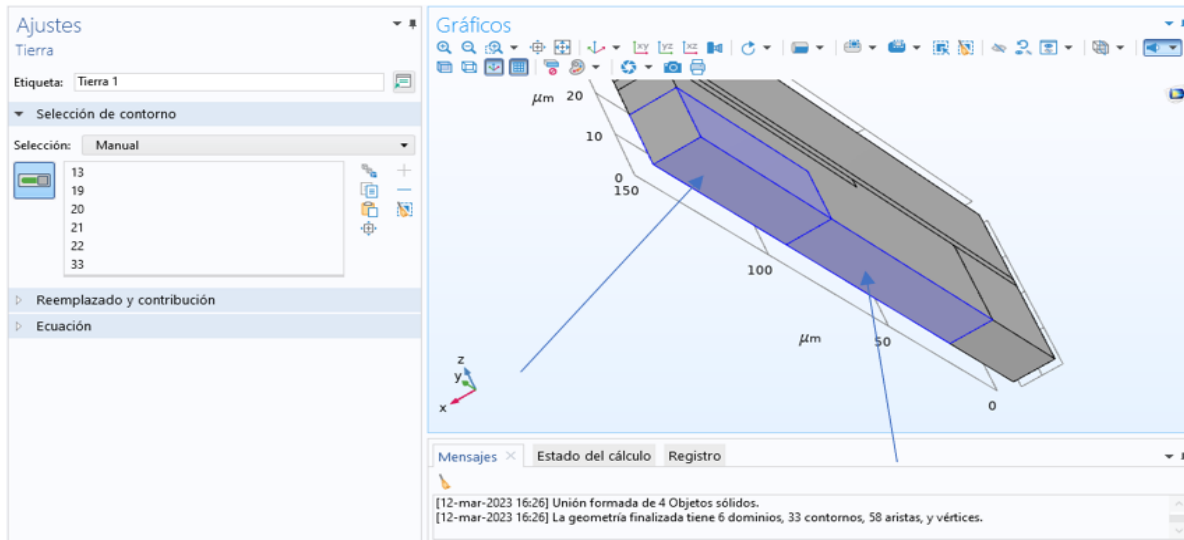 Ajustes
Tierra
Etiqueta: Tierra 1
Selección de contorno
Selección: Manual
13
19
20
21
22
33
Reemplazado y contribución
Ecuación
Gráficos
xy yz xz
μm 20
10
0
150
100
μm
50
0
z
y
x
Mensajes Estado del cálculo Registro
[12-mar-2023 16:26] Unión formada de 4 Objetos sólidos.
[12-mar-2023 16:26] La geometría finalizada tiene 6 dominios, 33 contornos, 58 aristas, y vértices.